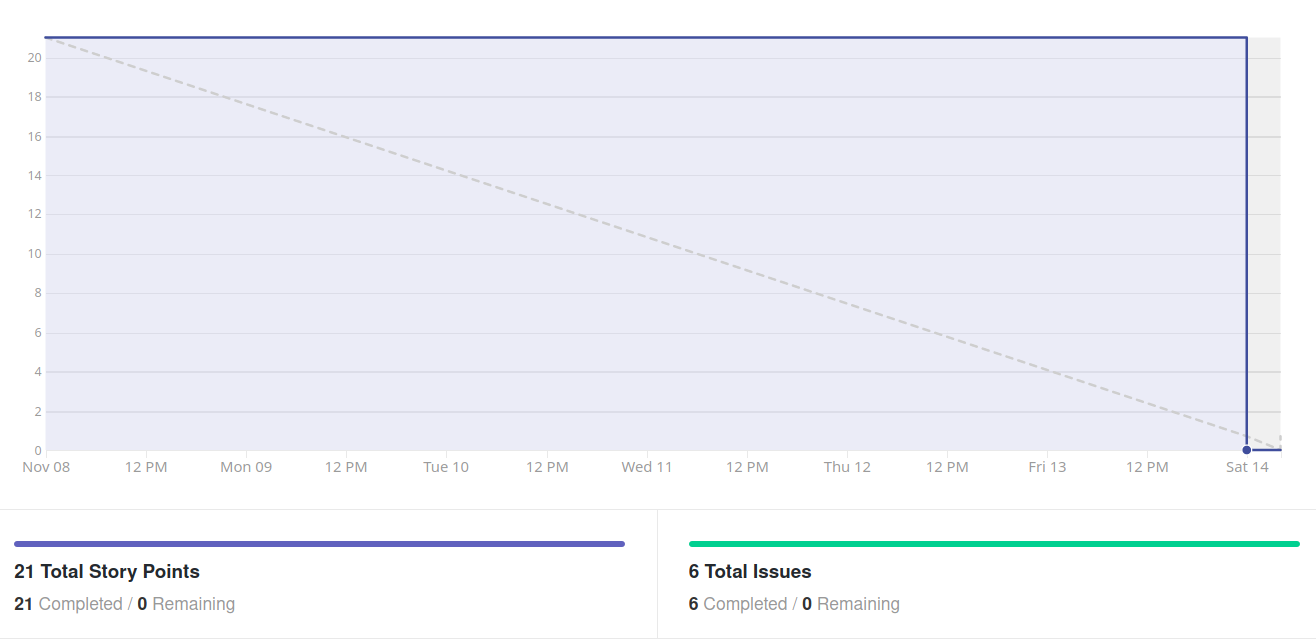 20
18
16
14
12
10
8
6
4
2
0
Nov 08 12 PM Mon 09 12 PM Tue 10 12 PM Wed 11 12 PM Thu 12 12 PM Fri 13 12 PM Sat 14
21 Total Story Points
21 Completed / 0 Remaining
6 Total Issues
6 Completed / 0 Remaining